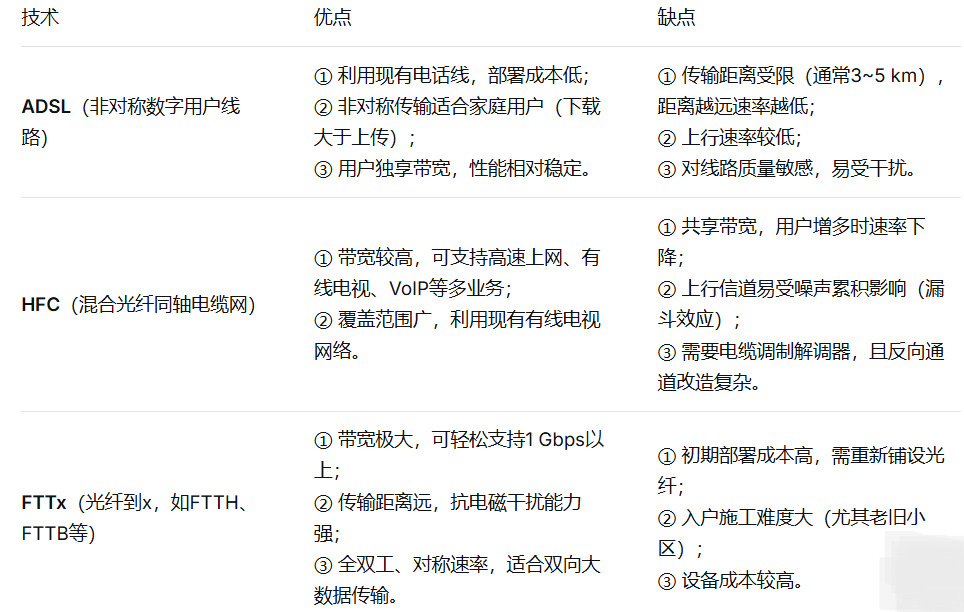 技术 优点 缺点
ADSL（非对称数字用户线
路）
① 利用现有电话线，部署成本低；
② 非对称传输适合家庭用户（下载
大于上传）；
③ 用户独享带宽，性能相对稳定。
① 传输距离受限（通常3~5 km），
距离越远速率越低；
② 上行速率较低；
③ 对线路质量敏感，易受干扰。
HFC（混合光纤同轴电缆网）
① 带宽较高，可支持高速上网、有
线电视、VoIP等多业务；
② 覆盖范围广，利用现有有线电视
网络。
① 共享带宽，用户增多时速率下
降；
② 上行信道易受噪声累积影响（漏
斗效应）；
③ 需要电缆调制解调器，且反向通
道改造复杂。
FTTx（光纤到x，如FTTH、
FTTB等）
① 带宽极大，可轻松支持1 Gbps以
上；
② 传输距离远，抗电磁干扰能力
强；
③ 全双工、对称速率，适合双向大
数据传输。
① 初期部署成本高，需重新铺设光
纤；
② 入户施工难度大（尤其老旧小
区）；
③ 设备成本较高。